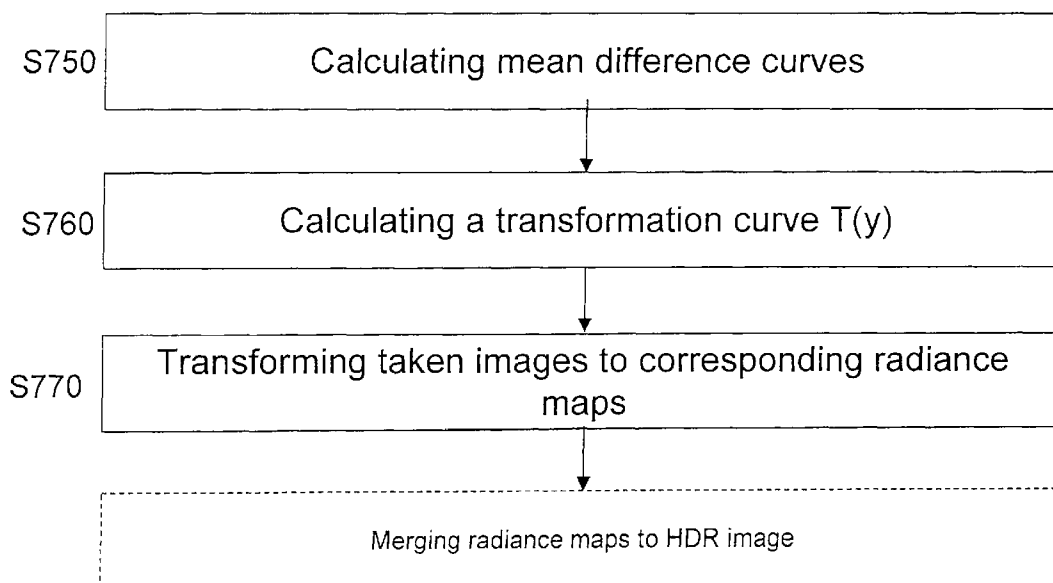 S750
Calculating mean difference curves
S760
Calculating a transformation curve T(y)
S770
Transforming taken images to corresponding radiance
maps
Merging radiance maps to HDR image